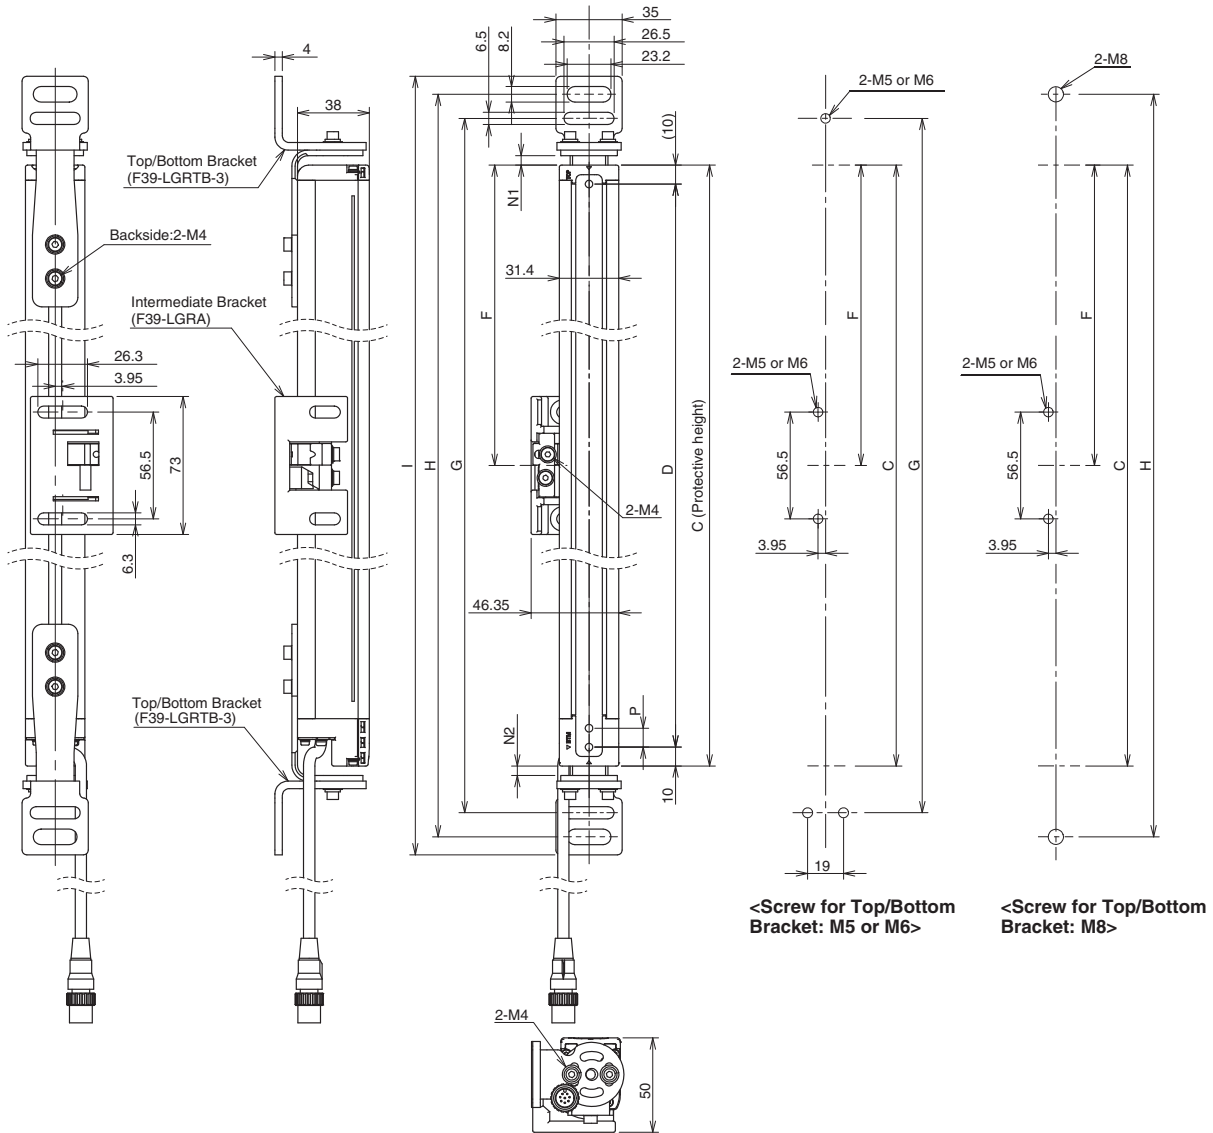 35
26.5
23.2
6.5
8.2
4
38
(10)
2-M5 or M6
2-M8
Top/Bottom Bracket
(F39-LGRTB-3)
N1
Backside:2-M4
31.4
F
F
F
Intermediate Bracket
(F39-LGRA)
26.3
3.95
2-M5 or M6
2-M5 or M6
56.5
73
6.3
I
H
G
D
C (Protective height)
56.5
C
G
56.5
C
H
2-M4
3.95
3.95
46.35
Top/Bottom Bracket
(F39-LGRTB-3)
N2
P
10
19
<Screw for Top/Bottom
Bracket: M5 or M6>
<Screw for Top/Bottom
Bracket: M8>
2-M4
50